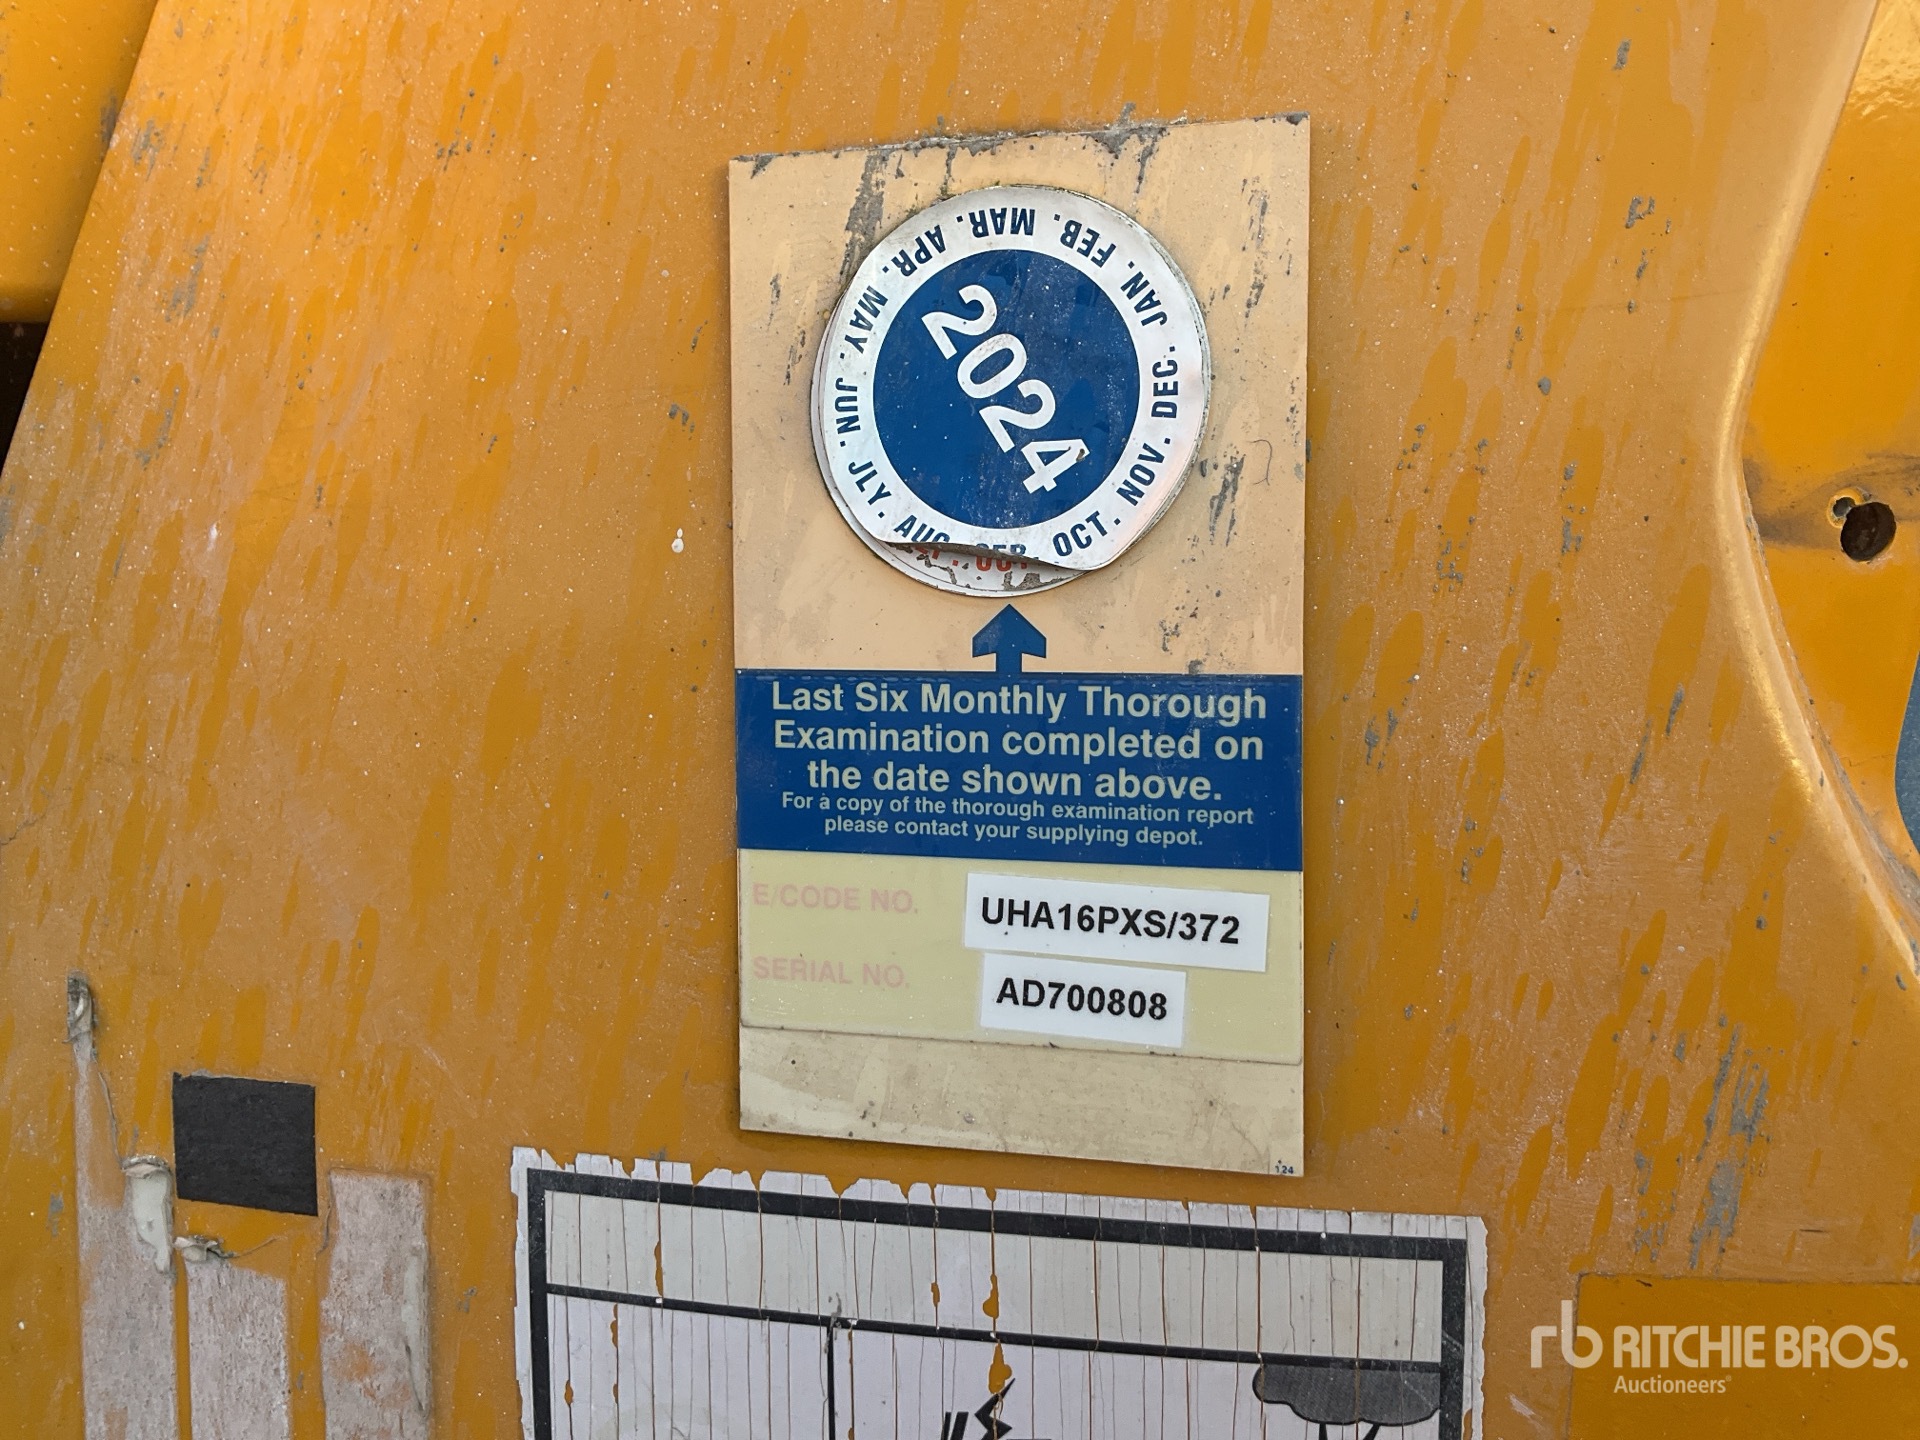 JAN. FEB. MAR. APR. MAY. JUN. JLY. AUG. SEP. OCT. NOV. DEC.
2024
Last Six Monthly Thorough
Examination completed on
the date shown above.
For a copy of the thorough examination report
please contact your supplying depot.
E/CODE NO. UHA16PXS/372
SERIAL NO. AD700808
124
rb RITCHIE BROS.
Auctioneers